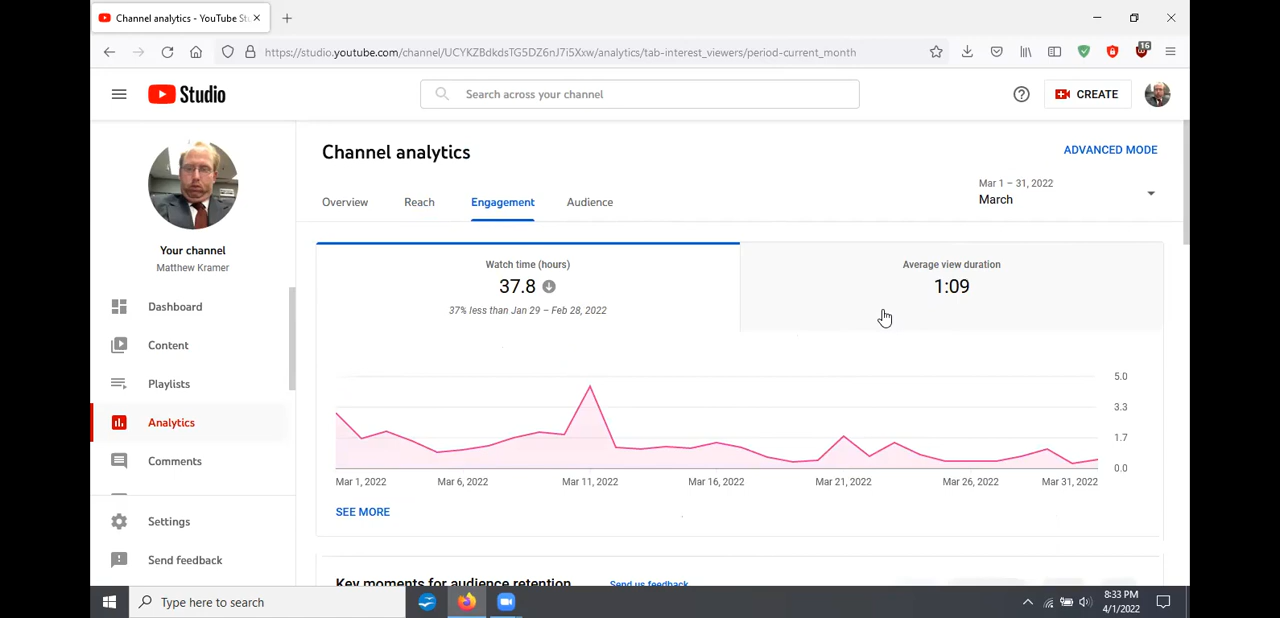 Channel analytics - YouTube St
https://studio.youtube.com/channel/UCYKZBdkdsTG5DZ6nJ7i5Xxw/analytics/tab-interest_viewers/period-current_month
16
Studio
Search across your channel
CREATE
Your channel
Matthew Kramer
Dashboard
Content
Playlists
Analytics
Comments
Settings
Send feedback
Channel analytics
ADVANCED MODE
Mar 1 – 31, 2022
March
Overview Reach Engagement Audience
Watch time (hours)
37.8
37% less than Jan 29 – Feb 28, 2022
Average view duration
1:09
5.0
3.3
1.7
0.0
Mar 1, 2022 Mar 6, 2022 Mar 11, 2022 Mar 16, 2022 Mar 21, 2022 Mar 26, 2022 Mar 31, 2022
SEE MORE
Key moments for audience retention Send us feedback
Type here to search
8:33 PM
4/1/2022